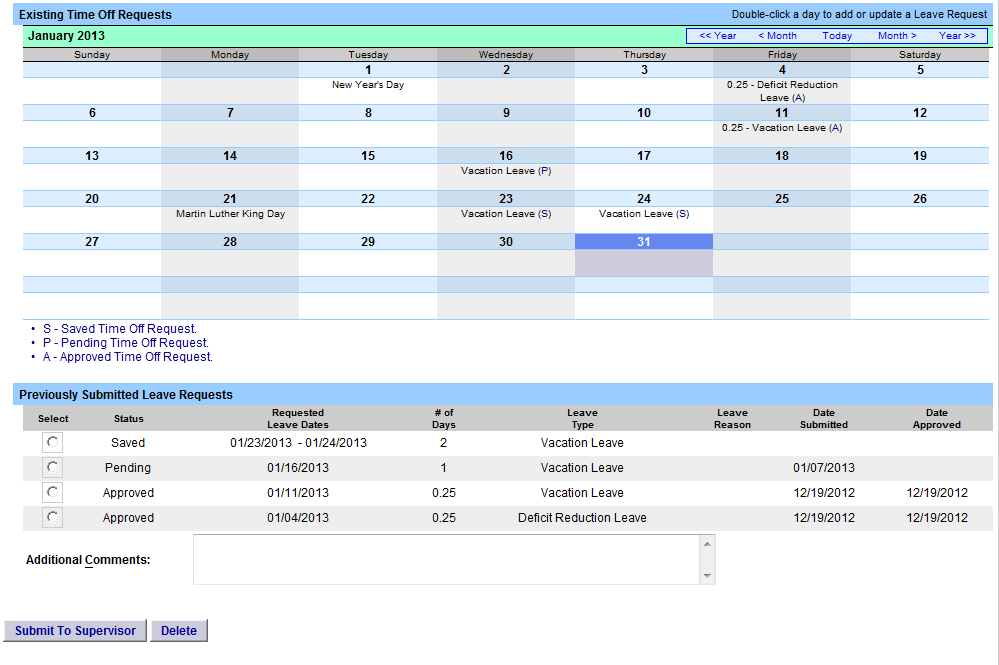 Existing Time Off Requests Double-click a day to add or update a Leave Request
January 2013 << Year < Month Today Month > Year >>
Sunday Monday Tuesday Wednesday Thursday Friday Saturday
1 2 3 4 5
New Year's Day 0.25 - Deficit Reduction
Leave (A)
6 7 8 9 10 11 12
0.25 - Vacation Leave (A)
13 14 15 16 17 18 19
Vacation Leave (P)
20 21 22 23 24 25 26
Martin Luther King Day Vacation Leave (S) Vacation Leave (S)
27 28 29 30 31
• S - Saved Time Off Request.
• P - Pending Time Off Request.
• A - Approved Time Off Request.
Previously Submitted Leave Requests
Select Status Requested Leave Dates # of Days Leave Type Leave Reason Date Submitted Date Approved
Saved 01/23/2013 - 01/24/2013 2 Vacation Leave
Pending 01/16/2013 1 Vacation Leave 01/07/2013
Approved 01/11/2013 0.25 Vacation Leave 12/19/2012 12/19/2012
Approved 01/04/2013 0.25 Deficit Reduction Leave 12/19/2012 12/19/2012
Additional Comments:
Submit To Supervisor Delete